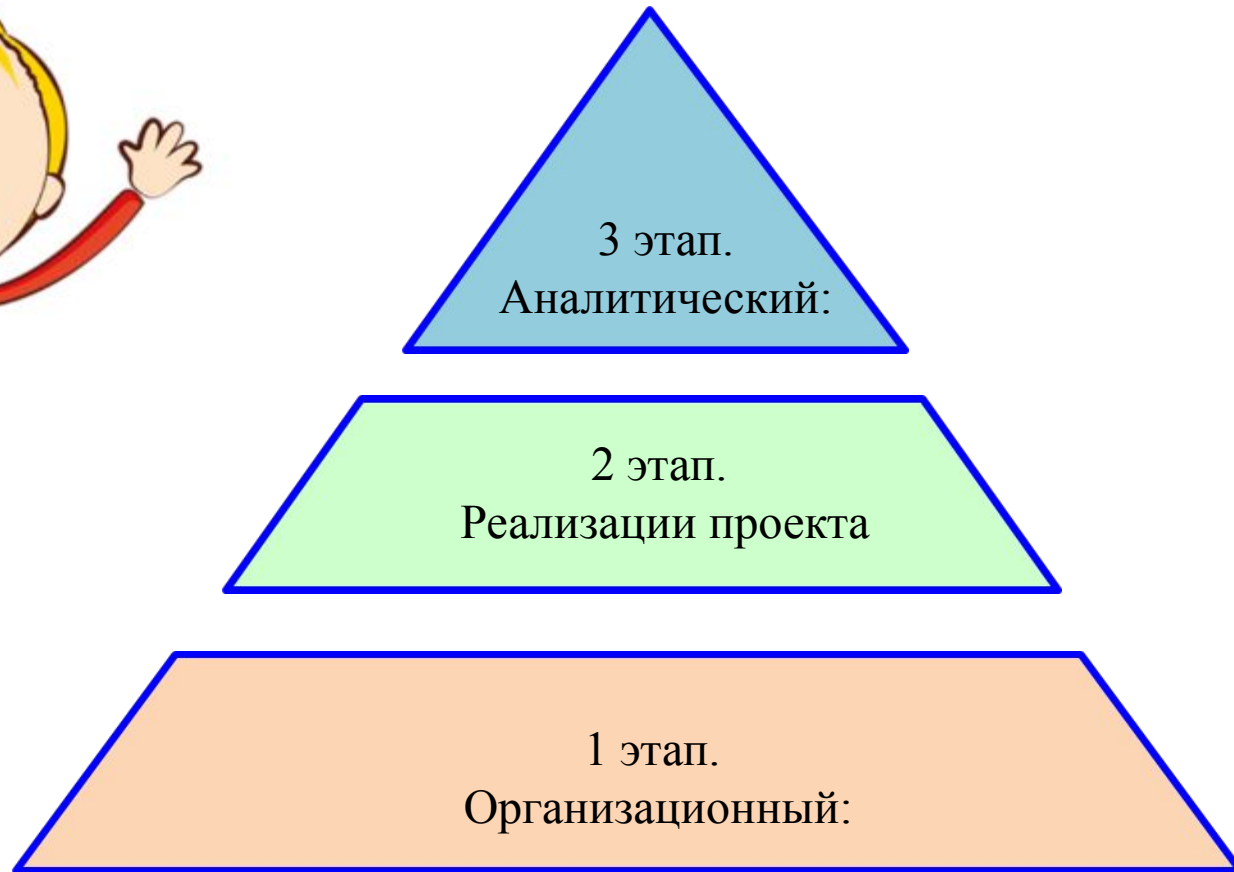 3 этап.
Аналитический:
2 этап.
Реализации проекта
1 этап.
Организационный: